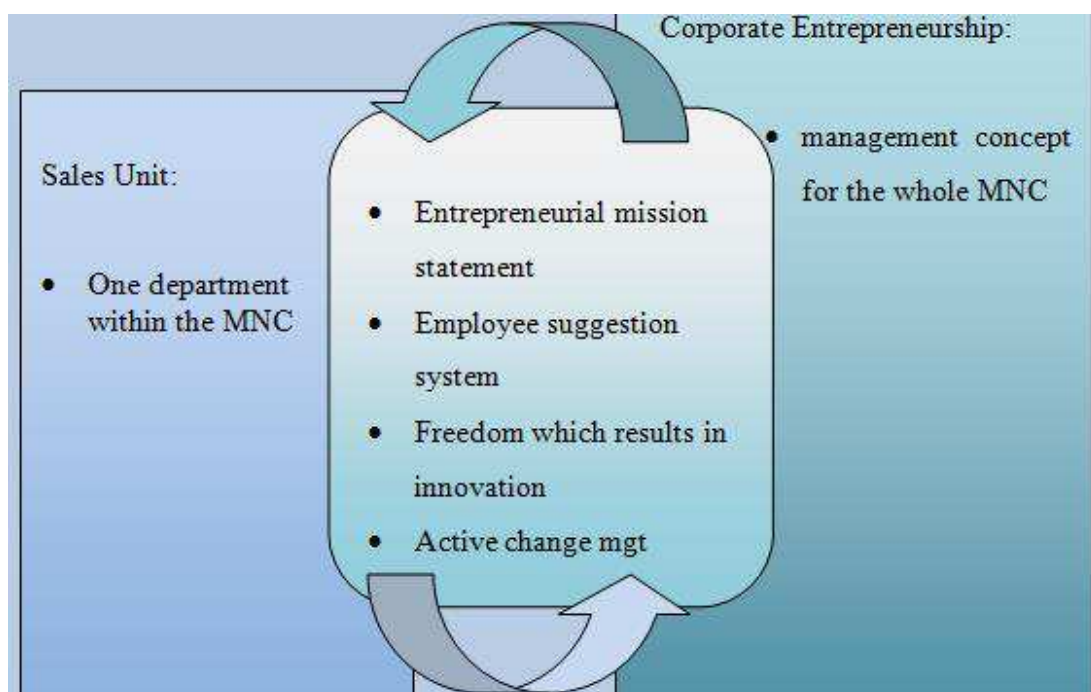 Sales Unit:
• One department
within the MNC
• Entrepreneurial mission
statement
• Employee suggestion
system
• Freedom which results in
innovation
• Active change mgt
Corporate Entrepreneurship:
• management concept
for the whole MNC